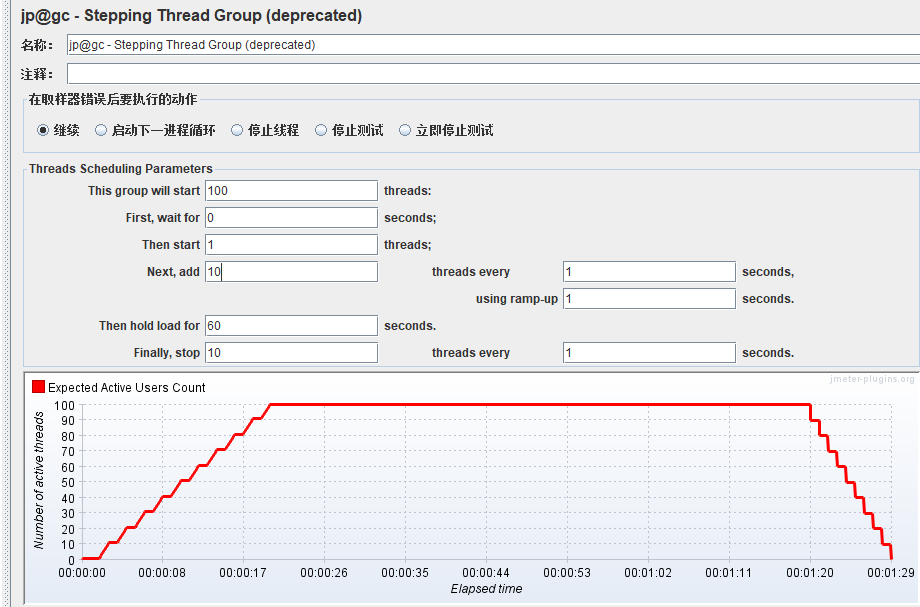 jp@gc - Stepping Thread Group (deprecated)
名称： jp@gc - Stepping Thread Group (deprecated)
注释：
在取样器错误后要执行的动作
继续 启动下一进程循环 停止线程 停止测试 立即停止测试
Threads Scheduling Parameters
This group will start 100 threads:
First, wait for 0 seconds;
Then start 1 threads;
Next, add 10 threads every 1 seconds,
using ramp-up 1 seconds.
Then hold load for 60 seconds.
Finally, stop 10 threads every 1 seconds.
jmeter-plugins.org
Expected Active Users Count
Number of active threads
100
90
80
70
60
50
40
30
20
10
0
00:00:00 00:00:08 00:00:17 00:00:26 00:00:35 00:00:44 00:00:53 00:01:02 00:01:11 00:01:20 00:01:29
Elapsed time